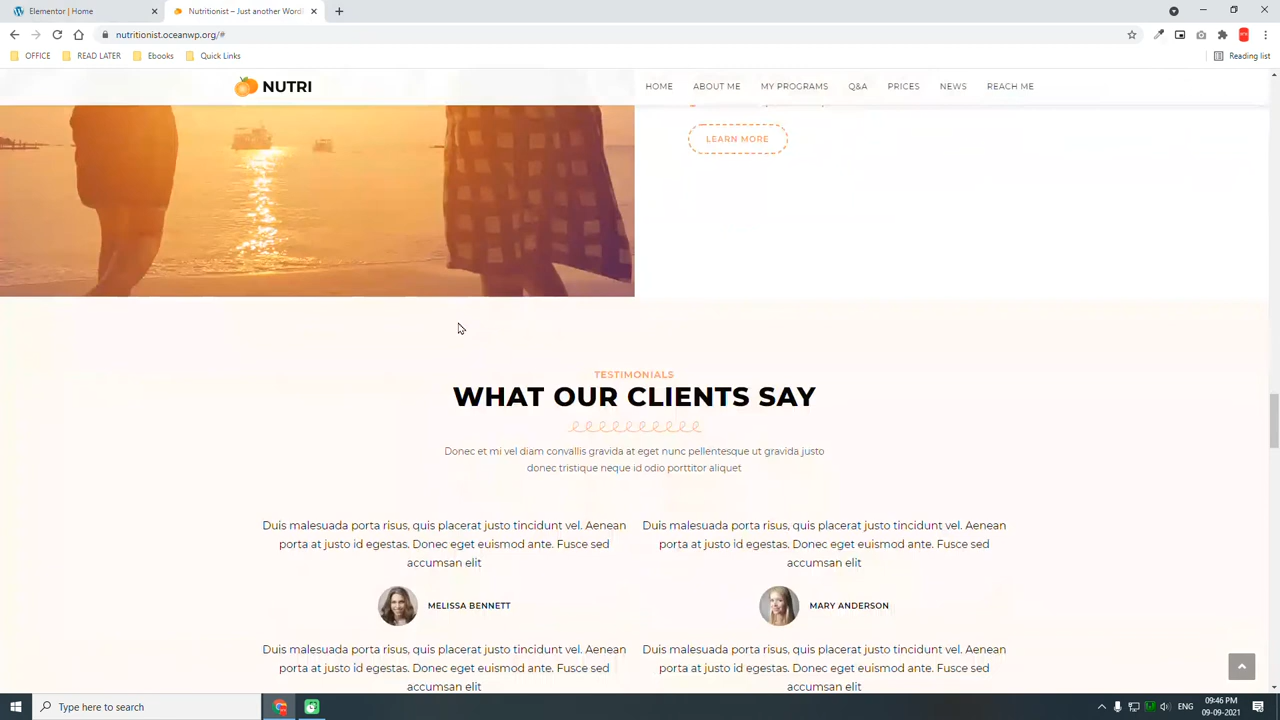 Elementor | Home
Nutritionist – Just another Word
nutritionist.oceanwp.org/#
OFFICE
READ LATER
Ebooks
Quick Links
Reading list
NUTRI
HOME
ABOUT ME
MY PROGRAMS
Q&A
PRICES
NEWS
REACH ME
LEARN MORE
TESTIMONIALS
WHAT OUR CLIENTS SAY
Donec et mi vel diam convallis gravida at eget nunc pellentesque ut gravida justo
donec tristique neque id odio porttitor aliquet
Duis malesuada porta risus, quis placerat justo tincidunt vel. Aenean
porta at justo id egestas. Donec eget euismod ante. Fusce sed
accumsan elit
MELISSA BENNETT
Duis malesuada porta risus, quis placerat justo tincidunt vel. Aenean
porta at justo id egestas. Donec eget euismod ante. Fusce sed
accumsan elit
MARY ANDERSON
Duis malesuada porta risus, quis placerat justo tincidunt vel. Aenean
porta at justo id egestas. Donec eget euismod ante. Fusce sed
accumsan elit
Duis malesuada porta risus, quis placerat justo tincidunt vel. Aenean
porta at justo id egestas. Donec eget euismod ante. Fusce sed
accumsan elit
Type here to search
ENG
09:46 PM
09-09-2021